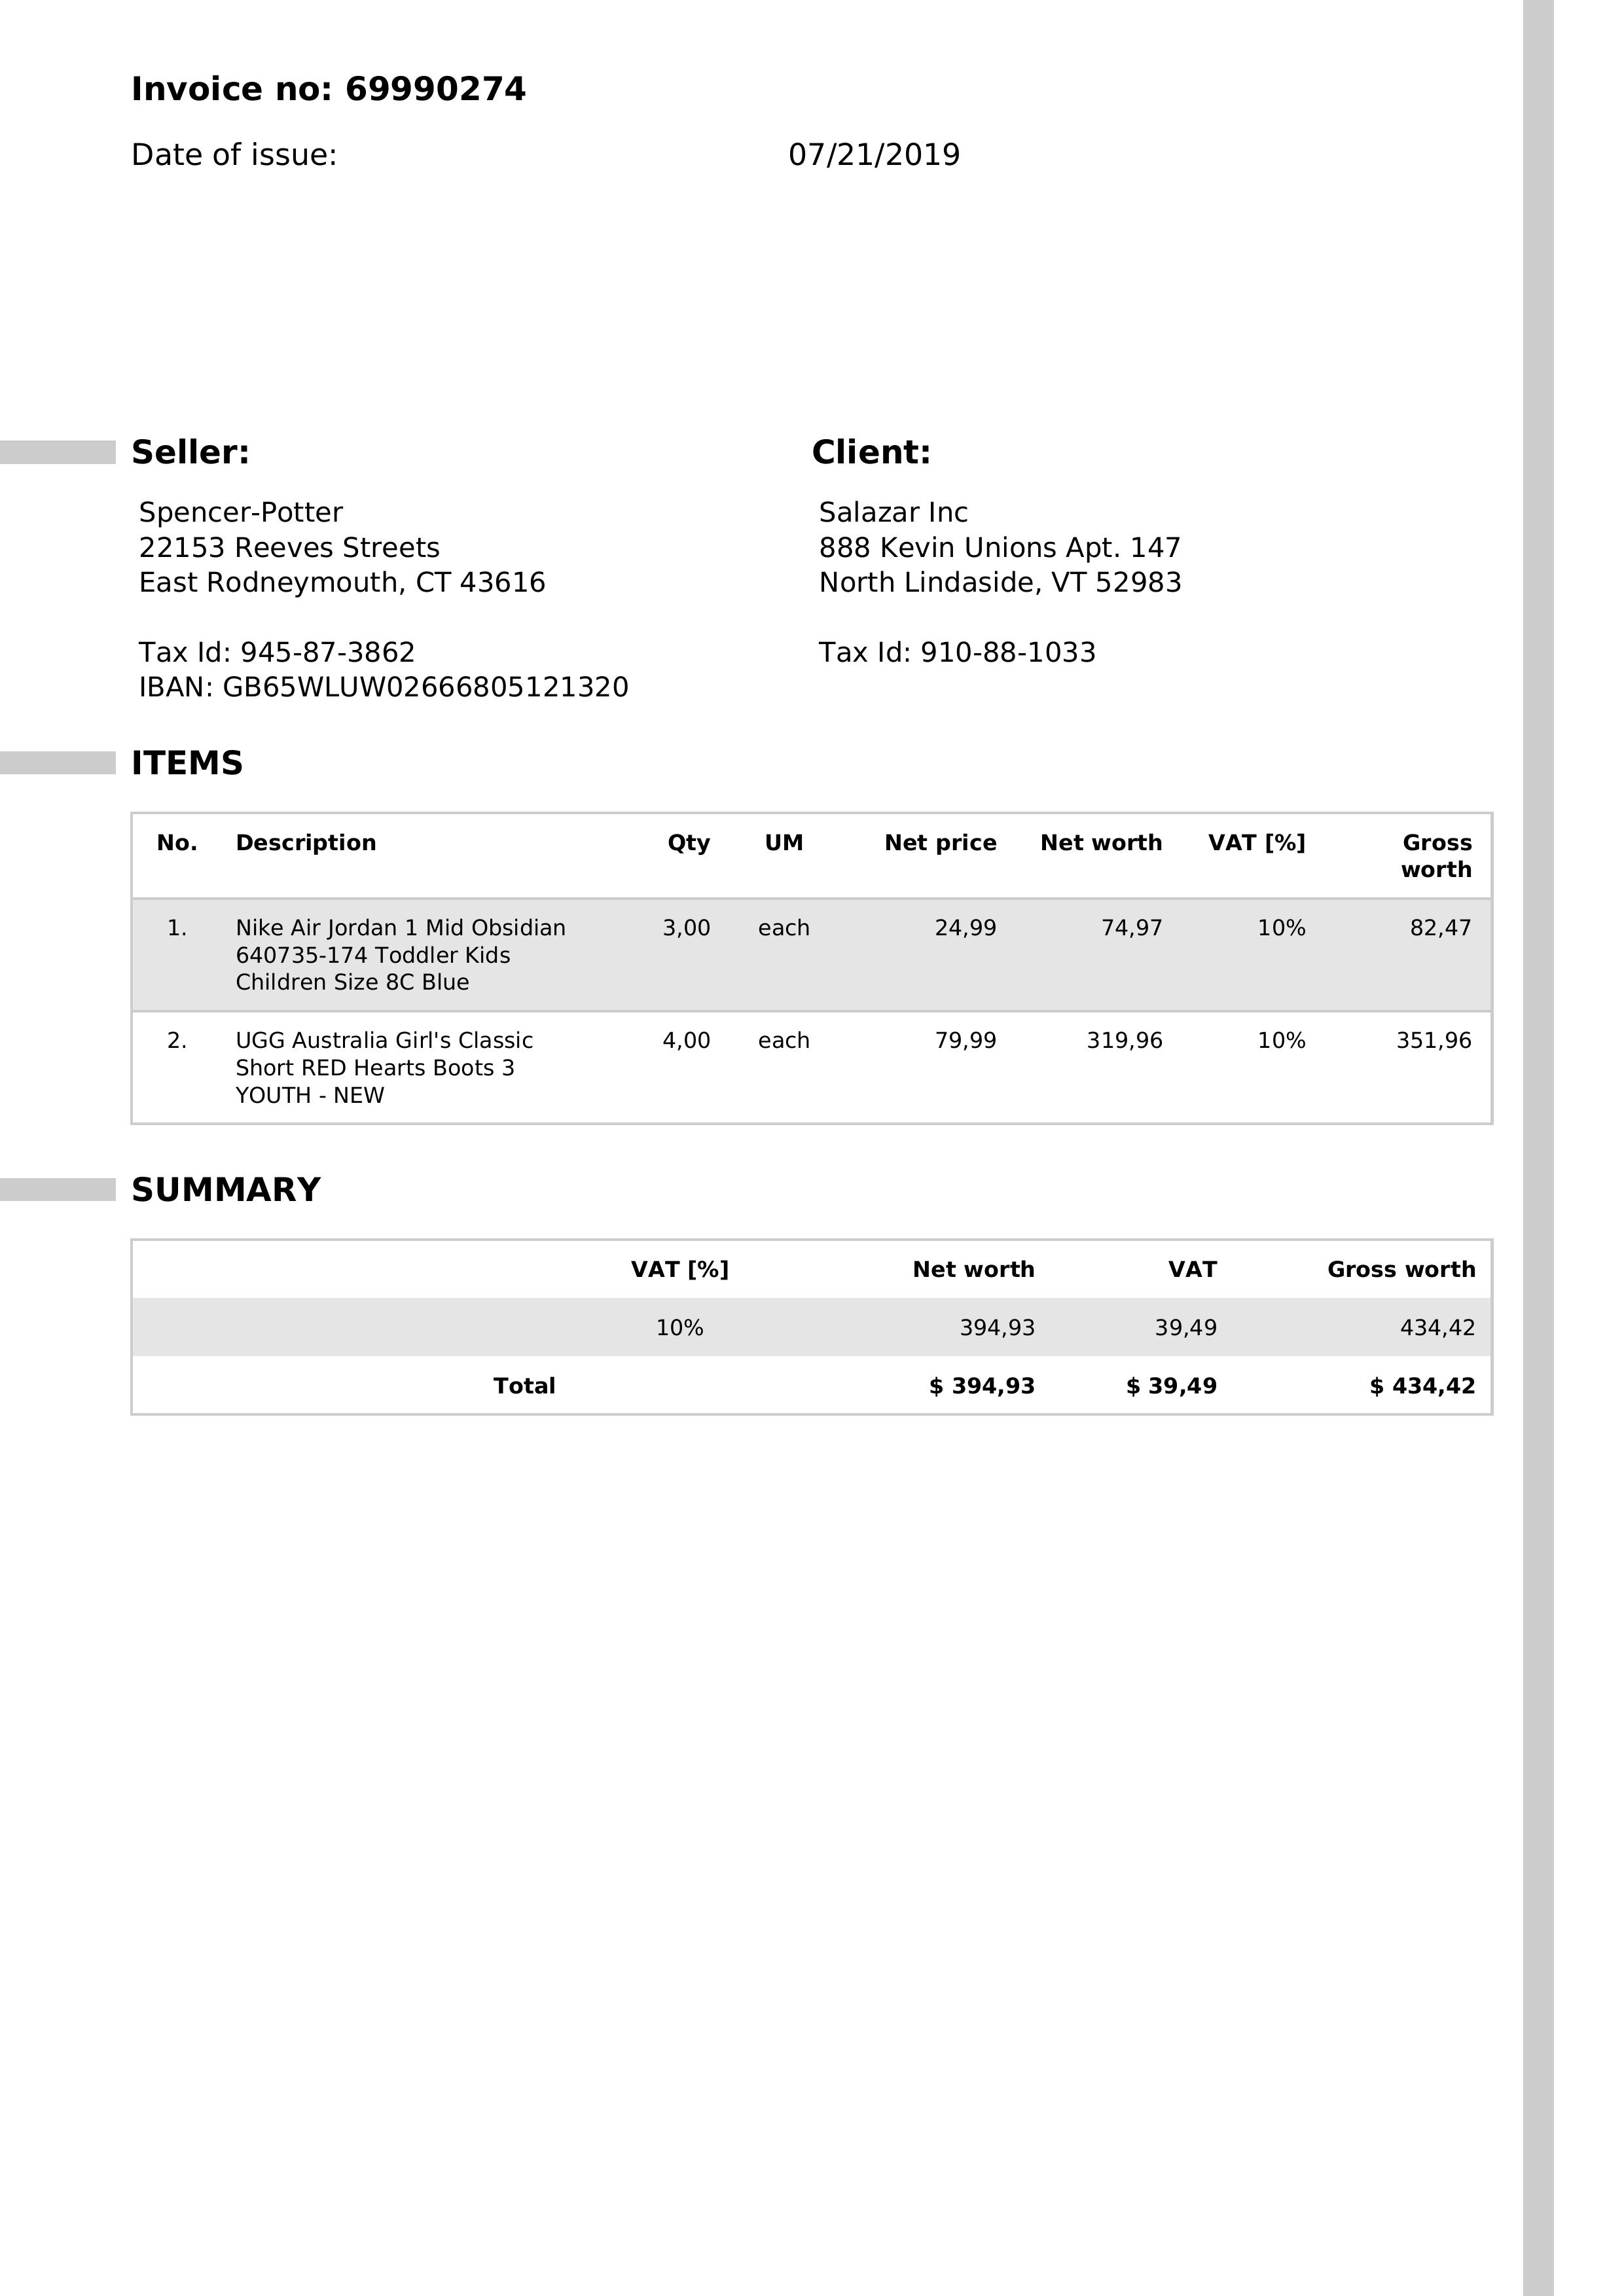 Invoice no: 69990274
Date of issue: 07/21/2019
Seller:
Spencer-Potter
22153 Reeves Streets
East Rodneymouth, CT 43616
Tax Id: 945-87-3862
IBAN: GB65WLUW02666805121320
Client:
Salazar Inc
888 Kevin Unions Apt. 147
North Lindaside, VT 52983
Tax Id: 910-88-1033
ITEMS
No. Description Qty UM Net price Net worth VAT [%] Gross
worth
1. Nike Air Jordan 1 Mid Obsidian 3,00 each 24,99 74,97 10% 82,47
640735-174 Toddler Kids
Children Size 8C Blue
2. UGG Australia Girl's Classic 4,00 each 79,99 319,96 10% 351,96
Short RED Hearts Boots 3
YOUTH - NEW
SUMMARY
VAT [%] Net worth VAT Gross worth
10% 394,93 39,49 434,42
Total $ 394,93 $ 39,49 $ 434,42